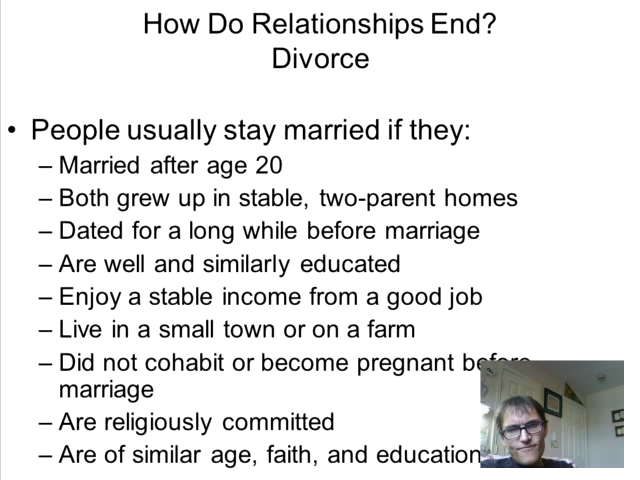 How Do Relationships End?
Divorce
• People usually stay married if they:
– Married after age 20
– Both grew up in stable, two-parent homes
– Dated for a long while before marriage
– Are well and similarly educated
– Enjoy a stable income from a good job
– Live in a small town or on a farm
– Did not cohabit or become pregnant before
marriage
– Are religiously committed
– Are of similar age, faith, and education